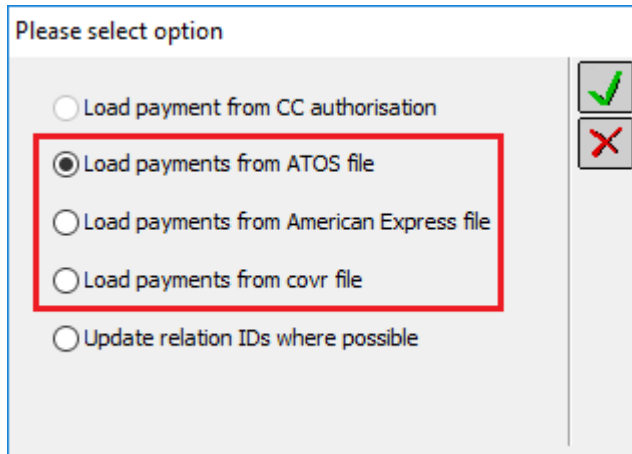 Please select option
Load payment from CC authorisation
Load payments from ATOS file
Load payments from American Express file
Load payments from covr file
Update relation IDs where possible